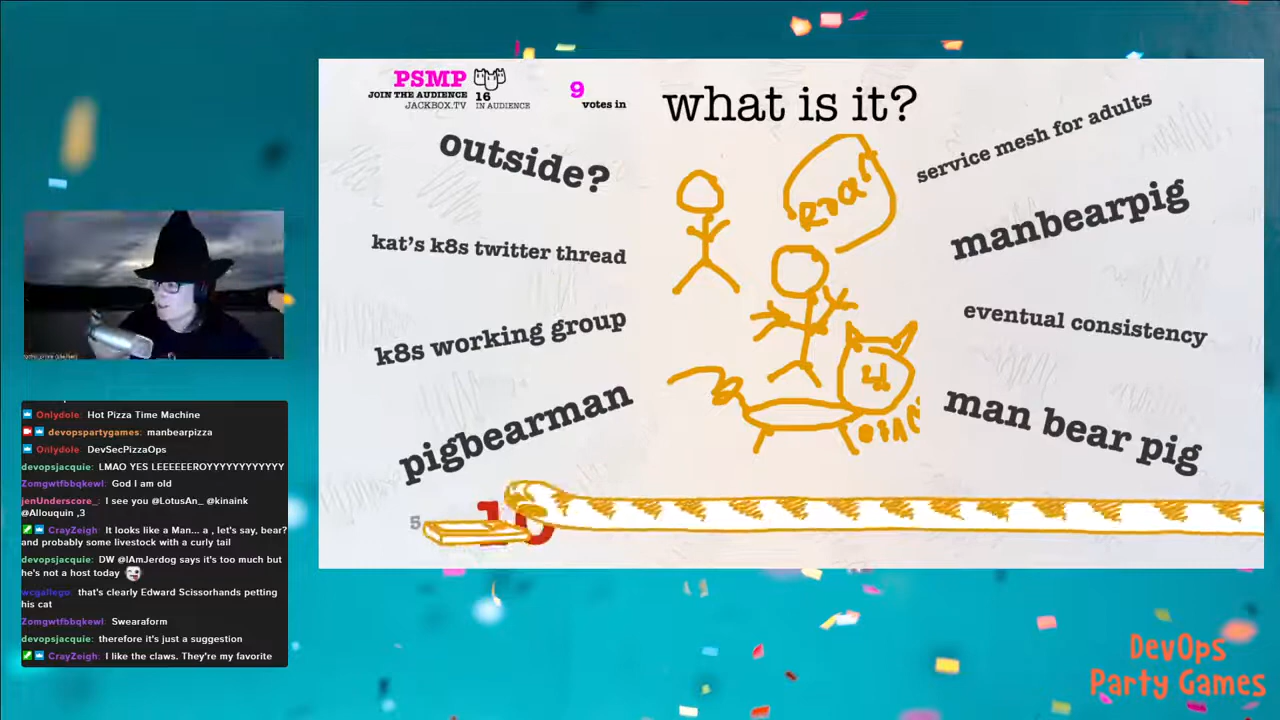 PSMP
JOIN THE AUDIENCE
JACKBOX.TV
16
IN AUDIENCE
9
votes in
what is it?
outside?
kat's k8s twitter thread
k8s working group
pigbearman
service mesh for adults
manbearpig
eventual consistency
man bear pig
Roar
5
Onlydole: Hot Pizza Time Machine
devopspartygames: manbearpizza
Onlydole: DevSecPizzaOps
devopsjacquie: LMAO YES LEEEEEEROYYYYYYYYYYYY
Zomgwtfbbqkewl: God I am old
jenUnderscore_: I see you @LotusAn_ @kinaink
@Allouquin ,3
CrayZeigh: It looks like a Man... a , let's say, bear?
and probably some livestock with a curly tail
devopsjacquie: DW @IAmJerdog says it's too much but
he's not a host today
wcgallego: that's clearly Edward Scissorhands petting
his cat
Zomgwtfbbqkewl: Swearaform
devopsjacquie: therefore it's just a suggestion
CrayZeigh: I like the claws. They're my favorite
DevOps
Party Games